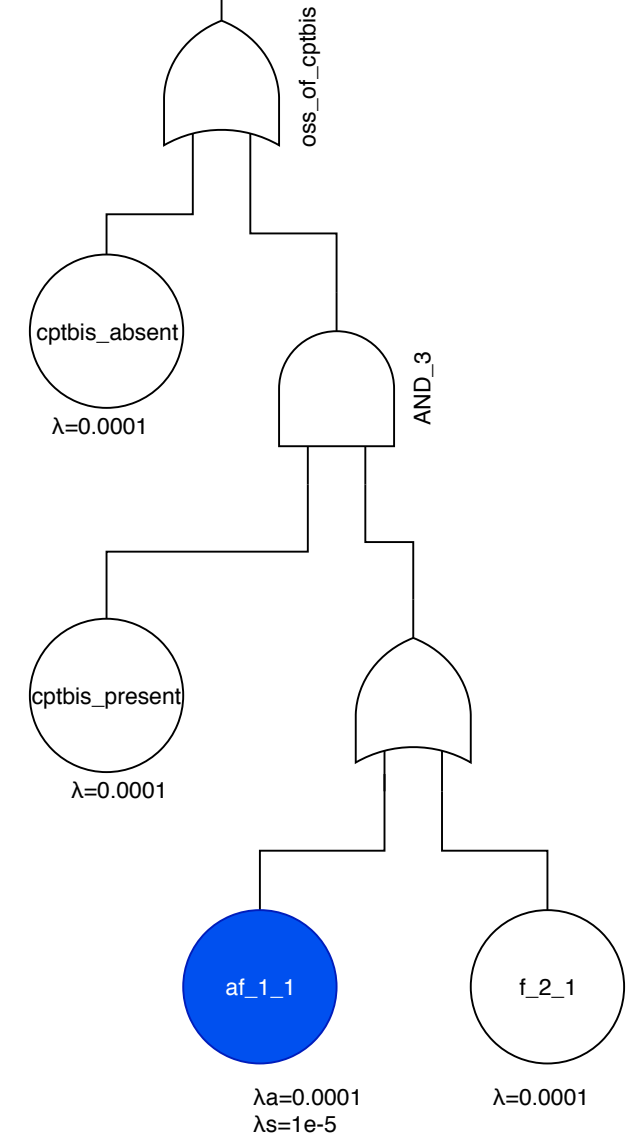 oss_of_cptbis
cptbis_absent
λ=0.0001
AND_3
cptbis_present
λ=0.0001
af_1_1
f_2_1
λa=0.0001
λs=1e-5
λ=0.0001